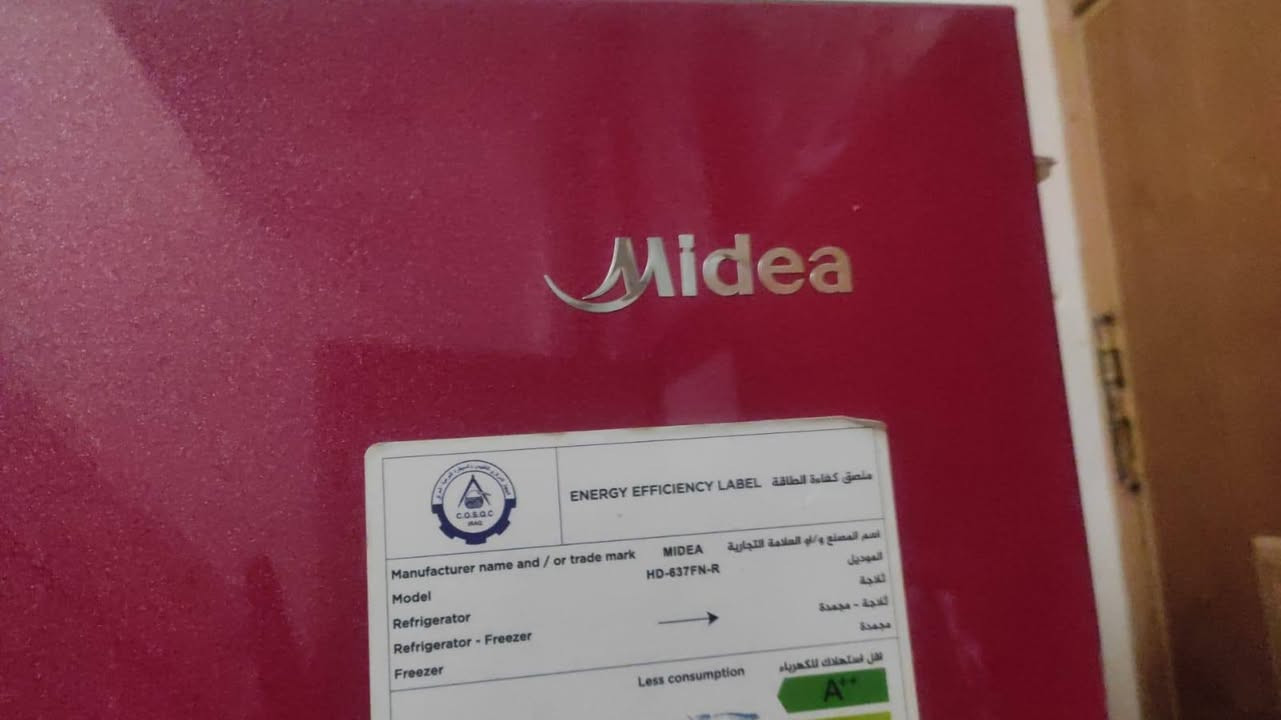 Midea
C.O.S.Q.C
IRAQ
ENERGY EFFICIENCY LABEL ملصق كفاءة الطاقة
Manufacturer name and / or trade mark MIDEA اسم المصنع و/او العلامة التجارية
Model HD-637FN-R الموديل
Refrigerator ثلاجة
Refrigerator - Freezer ثلاجة - مجمدة
Freezer مجمدة
Less consumption اقل استهلاك للكهرباء
A++